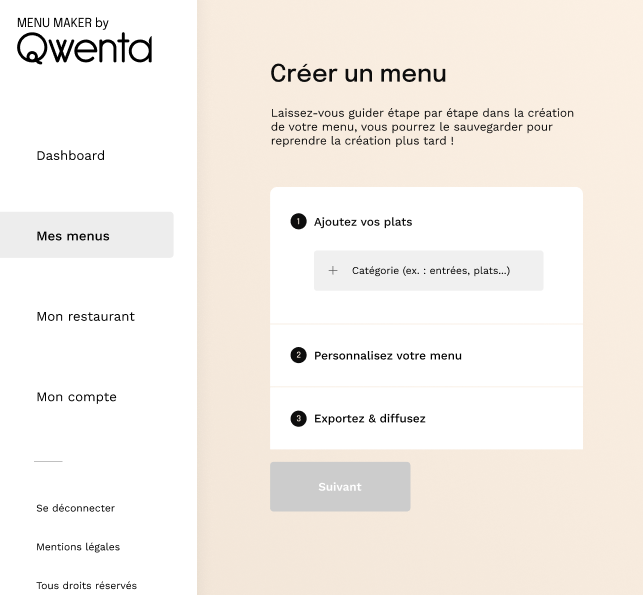 MENU MAKER by
Qwenta
Dashboard
Mes menus
Mon restaurant
Mon compte
Se déconnecter
Mentions légales
Tous droits réservés
Créer un menu
Laissez-vous guider étape par étape dans la création
de votre menu, vous pourrez le sauvegarder pour
reprendre la création plus tard !
1 Ajoutez vos plats
+ Catégorie (ex. : entrées, plats...)
2 Personnalisez votre menu
3 Exportez & diffusez
Suivant